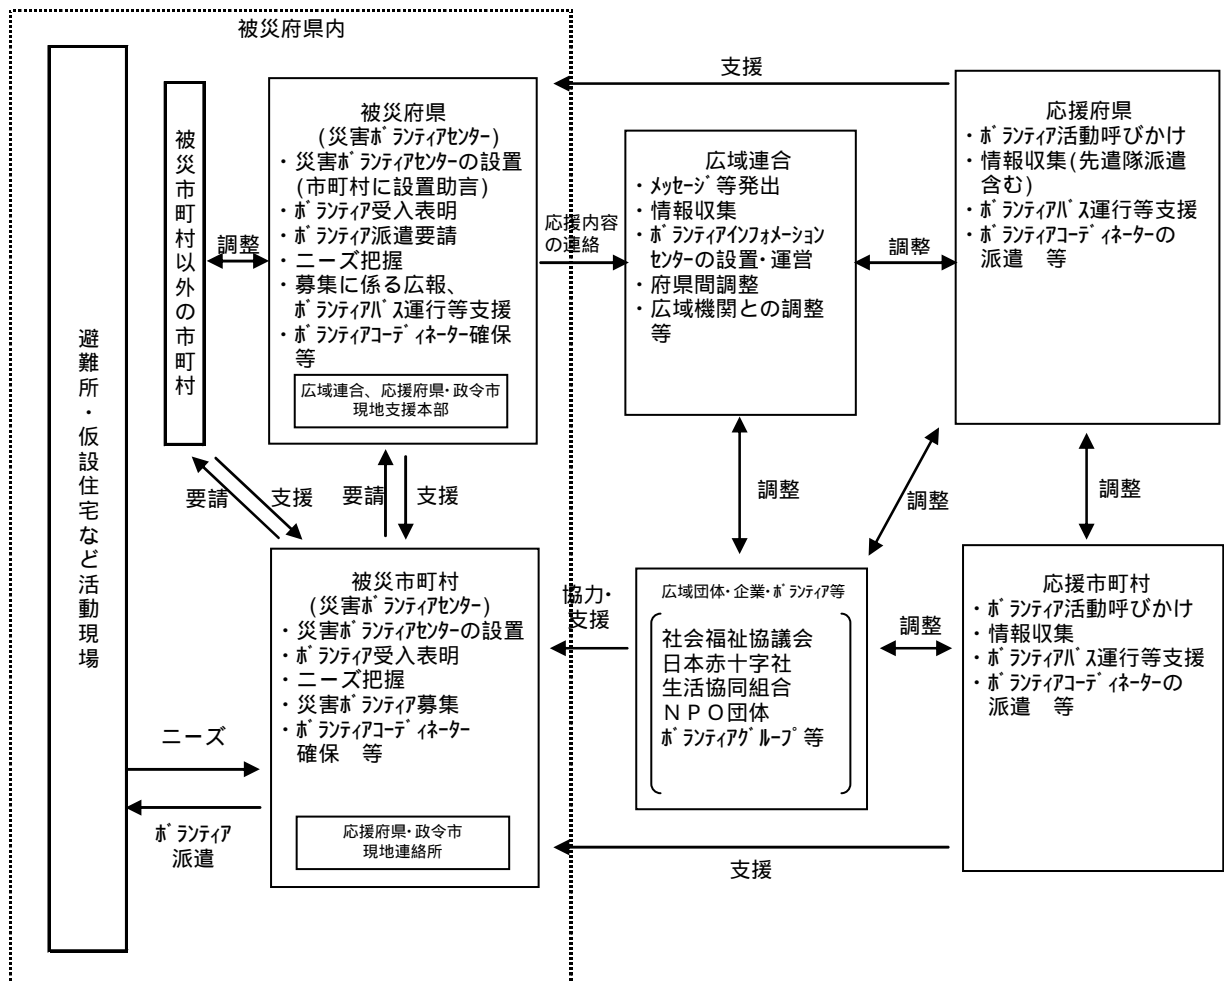 被災府県内
避難所・仮設住宅など活動現場
被災市町村以外の市町村
調整
被災府県
(災害ﾎﾞﾗﾝﾃｨｱｾﾝﾀｰ)
・災害ﾎﾞﾗﾝﾃｨｱｾﾝﾀｰの設置
(市町村に設置助言)
・ﾎﾞﾗﾝﾃｨｱ受入表明
・ﾎﾞﾗﾝﾃｨｱ派遣要請
・ニーズ把握
・募集に係る広報、
ﾎﾞﾗﾝﾃｨｱﾊﾞｽ運行等支援
・ﾎﾞﾗﾝﾃｨｱｺｰﾃﾞｨﾈｰﾀｰ確保
等
広域連合、応援府県・政令市
現地支援本部
支援
応援内容
の連絡
広域連合
・ﾒｯｾｰｼﾞ等発出
・情報収集
・ﾎﾞﾗﾝﾃｨｱｲﾝﾌｫﾒｰｼｮﾝ
ｾﾝﾀｰの設置・運営
・府県間調整
・広域機関との調整
等
調整
応援府県
・ﾎﾞﾗﾝﾃｨｱ活動呼びかけ
・情報収集(先遣隊派遣
含む)
・ﾎﾞﾗﾝﾃｨｱﾊﾞｽ運行等支援
・ﾎﾞﾗﾝﾃｨｱｺｰﾃﾞｨﾈｰﾀｰの
派遣　等
要請
支援
要請
支援
調整
調整
調整
被災市町村
(災害ﾎﾞﾗﾝﾃｨｱｾﾝﾀｰ)
・災害ﾎﾞﾗﾝﾃｨｱｾﾝﾀｰの設置
・ﾎﾞﾗﾝﾃｨｱ受入表明
・ニーズ把握
・災害ﾎﾞﾗﾝﾃｨｱ募集
・ﾎﾞﾗﾝﾃｨｱｺｰﾃﾞｨﾈｰﾀｰ
確保　等
応援府県・政令市
現地連絡所
ニーズ
ﾎﾞﾗﾝﾃｨｱ
派遣
協力・
支援
広域団体・企業・ﾎﾞﾗﾝﾃｨｱ等
社会福祉協議会
日本赤十字社
生活協同組合
ＮＰＯ団体
ﾎﾞﾗﾝﾃｨｱｸﾞﾙｰﾌﾟ等
調整
応援市町村
・ﾎﾞﾗﾝﾃｨｱ活動呼びかけ
・情報収集
・ﾎﾞﾗﾝﾃｨｱﾊﾞｽ運行等支援
・ﾎﾞﾗﾝﾃｨｱｺｰﾃﾞｨﾈｰﾀｰの
派遣　等
支援